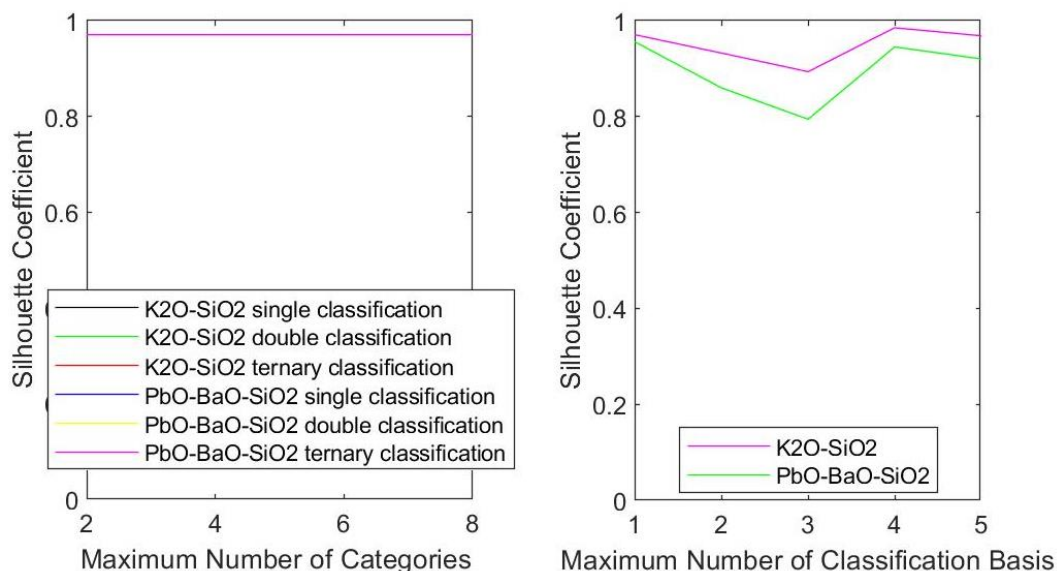 1
0.8
0.6
0
2
4
6
8
Silhouette Coefficient
Maximum Number of Categories
K2O-SiO2 single classification
K2O-SiO2 double classification
K2O-SiO2 ternary classification
PbO-BaO-SiO2 single classification
PbO-BaO-SiO2 double classification
PbO-BaO-SiO2 ternary classification
1
0.8
0.6
0.4
0.2
0
1
2
3
4
5
Silhouette Coefficient
Maximum Number of Classification Basis
K2O-SiO2
PbO-BaO-SiO2